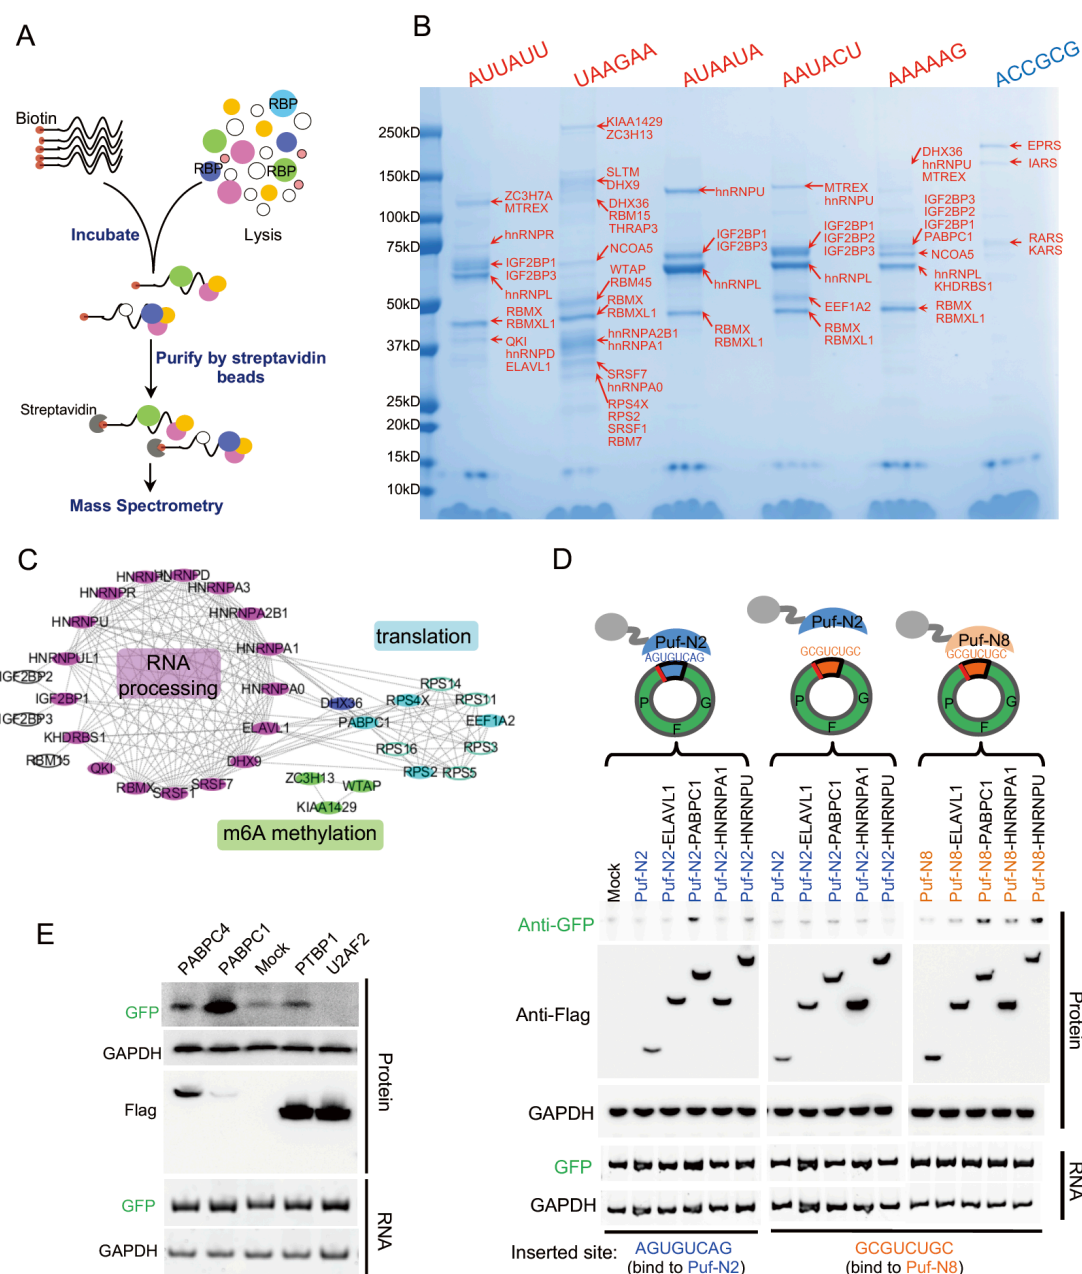 A
Biotin
RBP
RBP
RBP
Incubate
Lysis
Purify by streptavidin
beads
Streptavidin
Mass Spectrometry
B
AUUAUU
UAAGAA
AUAAUA
AAUACU
AAAAAG
ACCGCG
250kD
150kD
100kD
75kD
50kD
37kD
25kD
20kD
15kD
10kD
ZC3H7A
MTREX
hnRNPR
IGF2BP1
IGF2BP3
hnRNPL
RBMX
RBMXL1
QKI
hnRNPD
ELAVL1
KIAA1429
ZC3H13
SLTM
DHX9
DHX36
RBM15
THRAP3
NCOA5
WTAP
RBM45
RBMX
RBMXL1
hnRNPA2B1
hnRNPA1
SRSF7
hnRNPA0
RPS4X
RPS2
SRSF1
RBM7
hnRNPU
IGF2BP1
IGF2BP3
hnRNPL
RBMX
RBMXL1
MTREX
hnRNPU
IGF2BP1
IGF2BP2
IGF2BP3
hnRNPL
EEF1A2
RBMX
RBMXL1
DHX36
hnRNPU
MTREX
IGF2BP3
IGF2BP2
IGF2BP1
PABPC1
NCOA5
hnRNPL
KHDRBS1
RBMX
RBMXL1
EPRS
IARS
RARS
KARS
C
HNRNPL
HNRNPD
HNRNPR
HNRNPA3
HNRNPU
HNRNPA2B1
HNRNPUL1
HNRNPA1
IGF2BP2
IGF2BP1
HNRNPA0
IGF2BP3
KHDRBS1
ELAVL1
RBM15
QKI
DHX9
RBMX
SRSF1
SRSF7
RNA
processing
translation
DHX36
PABPC1
RPS14
RPS4X
RPS11
EEF1A2
RPS16
RPS3
RPS2
RPS5
ZC3H13
WTAP
KIAA1429
m6A methylation
D
Puf-N2
AGUGUCAG
P
G
F
Puf-N2
GCGUCUGC
P
G
F
Puf-N8
GCGUCUGC
P
G
F
Mock
Puf-N2
Puf-N2-ELAVL1
Puf-N2-PABPC1
Puf-N2-HNRNPA1
Puf-N2-HNRNPU
Puf-N2
Puf-N2-ELAVL1
Puf-N2-PABPC1
Puf-N2-HNRNPA1
Puf-N2-HNRNPU
Puf-N8
Puf-N8-ELAVL1
Puf-N8-PABPC1
Puf-N8-HNRNPA1
Puf-N8-HNRNPU
Anti-GFP
Anti-Flag
GAPDH
Protein
GFP
GAPDH
RNA
Inserted site:
AGUGUCAG
(bind to Puf-N2)
GCGUCUGC
(bind to Puf-N8)
E
PABPC4
PABPC1
Mock
PTBP1
U2AF2
GFP
GAPDH
Flag
Protein
GFP
GAPDH
RNA